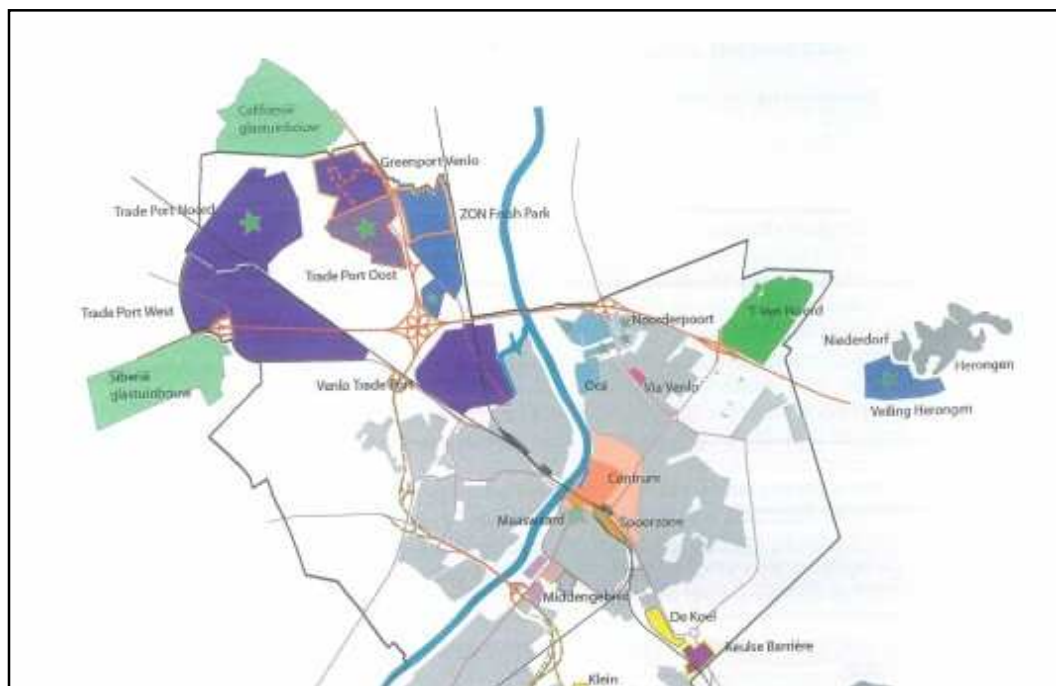 Californië
glastuinbouw
Greenport Venlo
Trade Port Noord
ZON Fresh Park
Trade Port Oost
Trade Port West
Noorderpoort
T Ven Noord
Niederdorf
Herongen
Siberië
glastuinbouw
Venlo Trade Port
Via Venlo
Veiling Herongen
Centrum
Maaswaard
Spoorzone
Middengebied
De Koel
Keulse Barrière
Klein